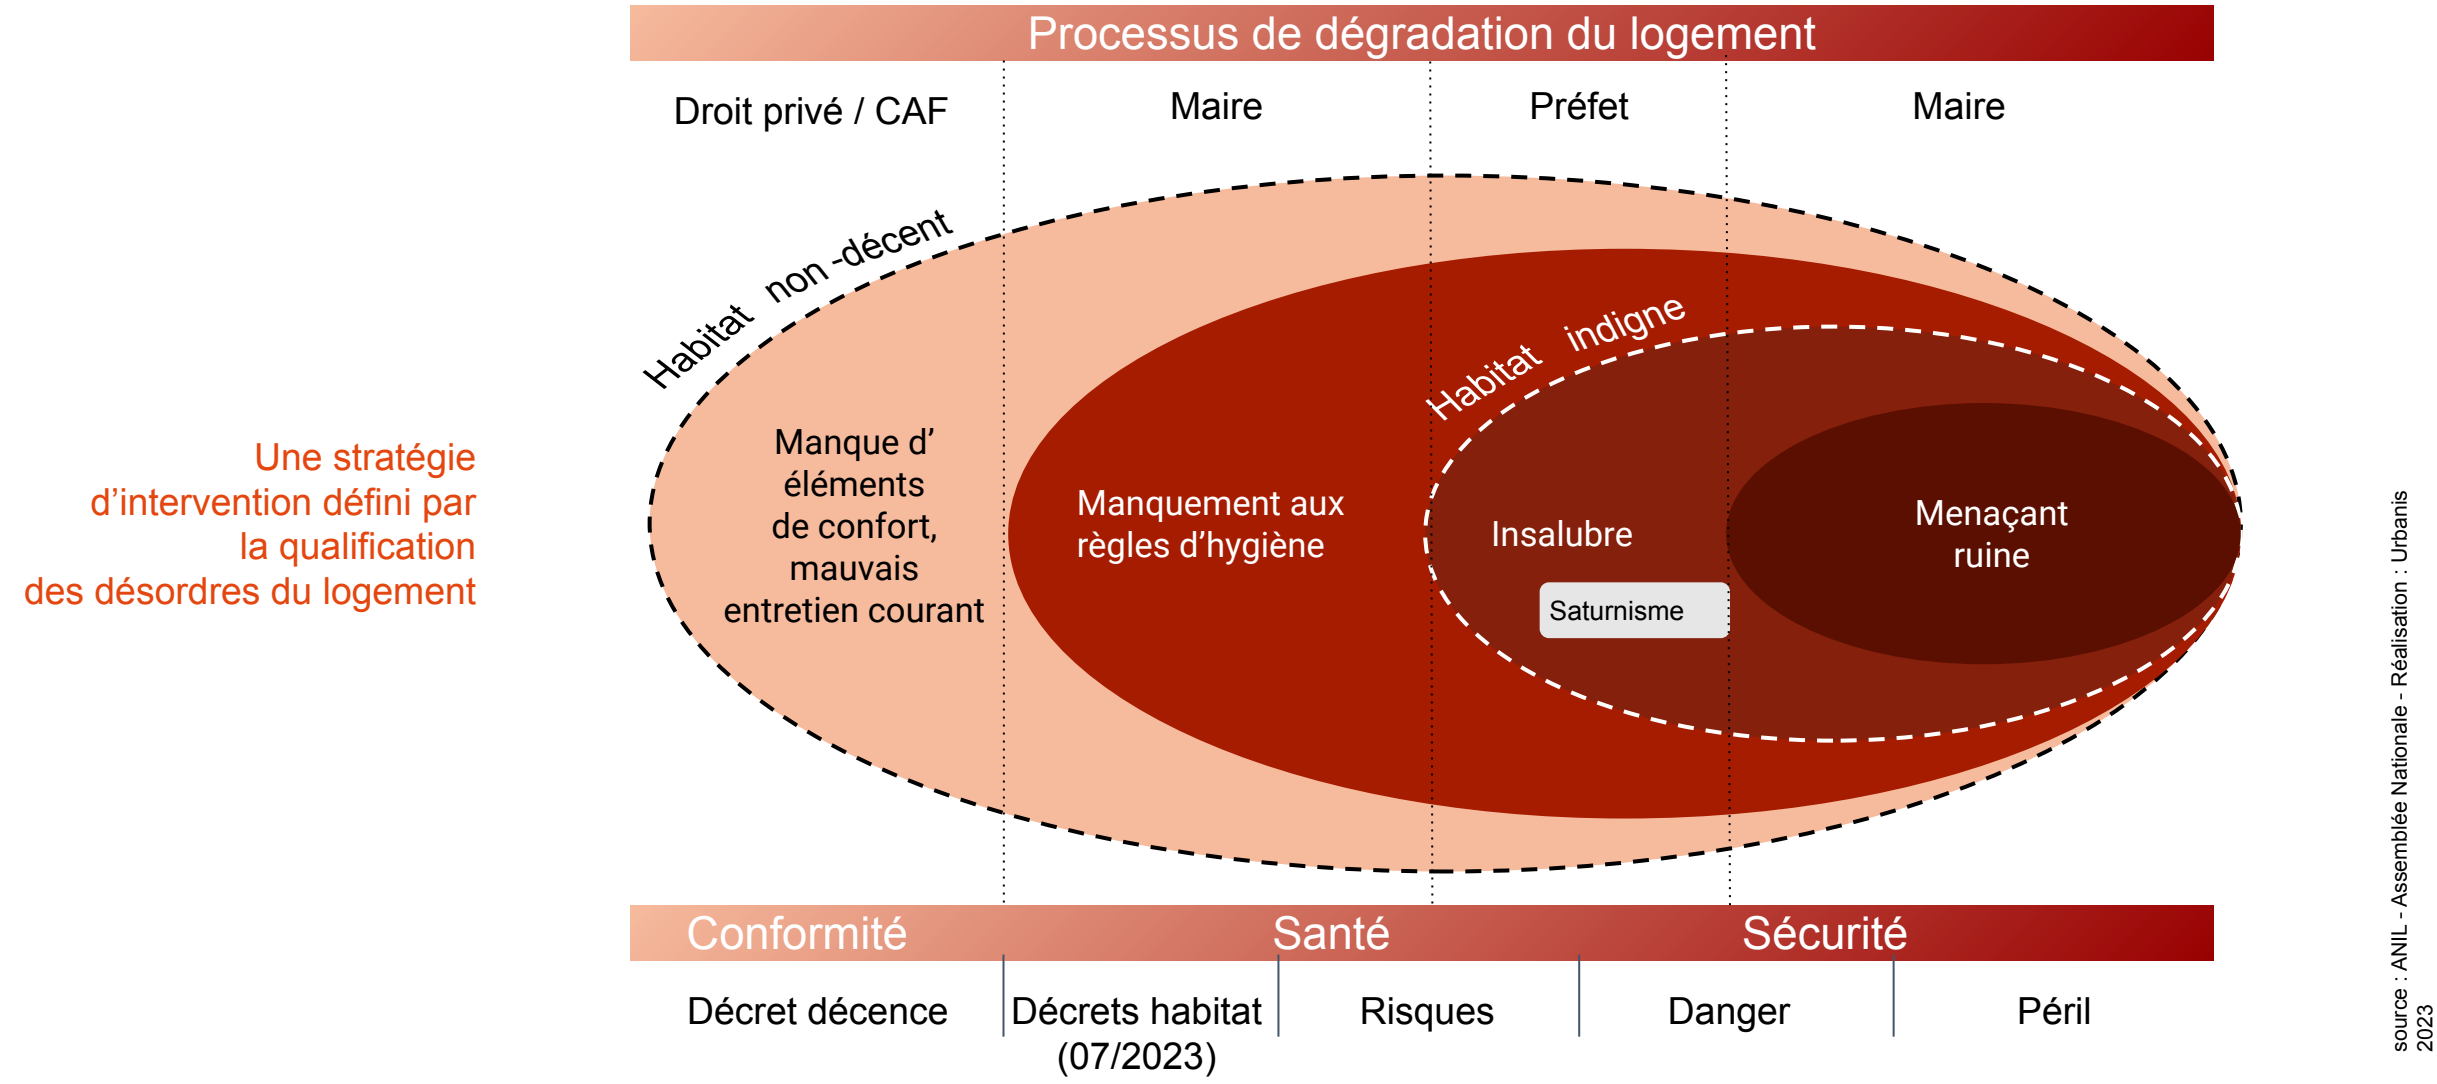 Processus de dégradation du logement
Droit privé / CAF
Maire
Préfet
Maire
Habitat non -décent
Habitat indigne
Une stratégie
d'intervention défini par
la qualification
des désordres du logement
Manque d’
éléments
de confort,
mauvais
entretien courant
Manquement aux
règles d’hygiène
Insalubre
Saturnisme
Menaçant
ruine
Conformité
Santé
Sécurité
Décret décence
Décrets habitat
(07/2023)
Risques
Danger
Péril
source : ANIL - Assemblée Nationale - Réalisation : Urbanis
2023